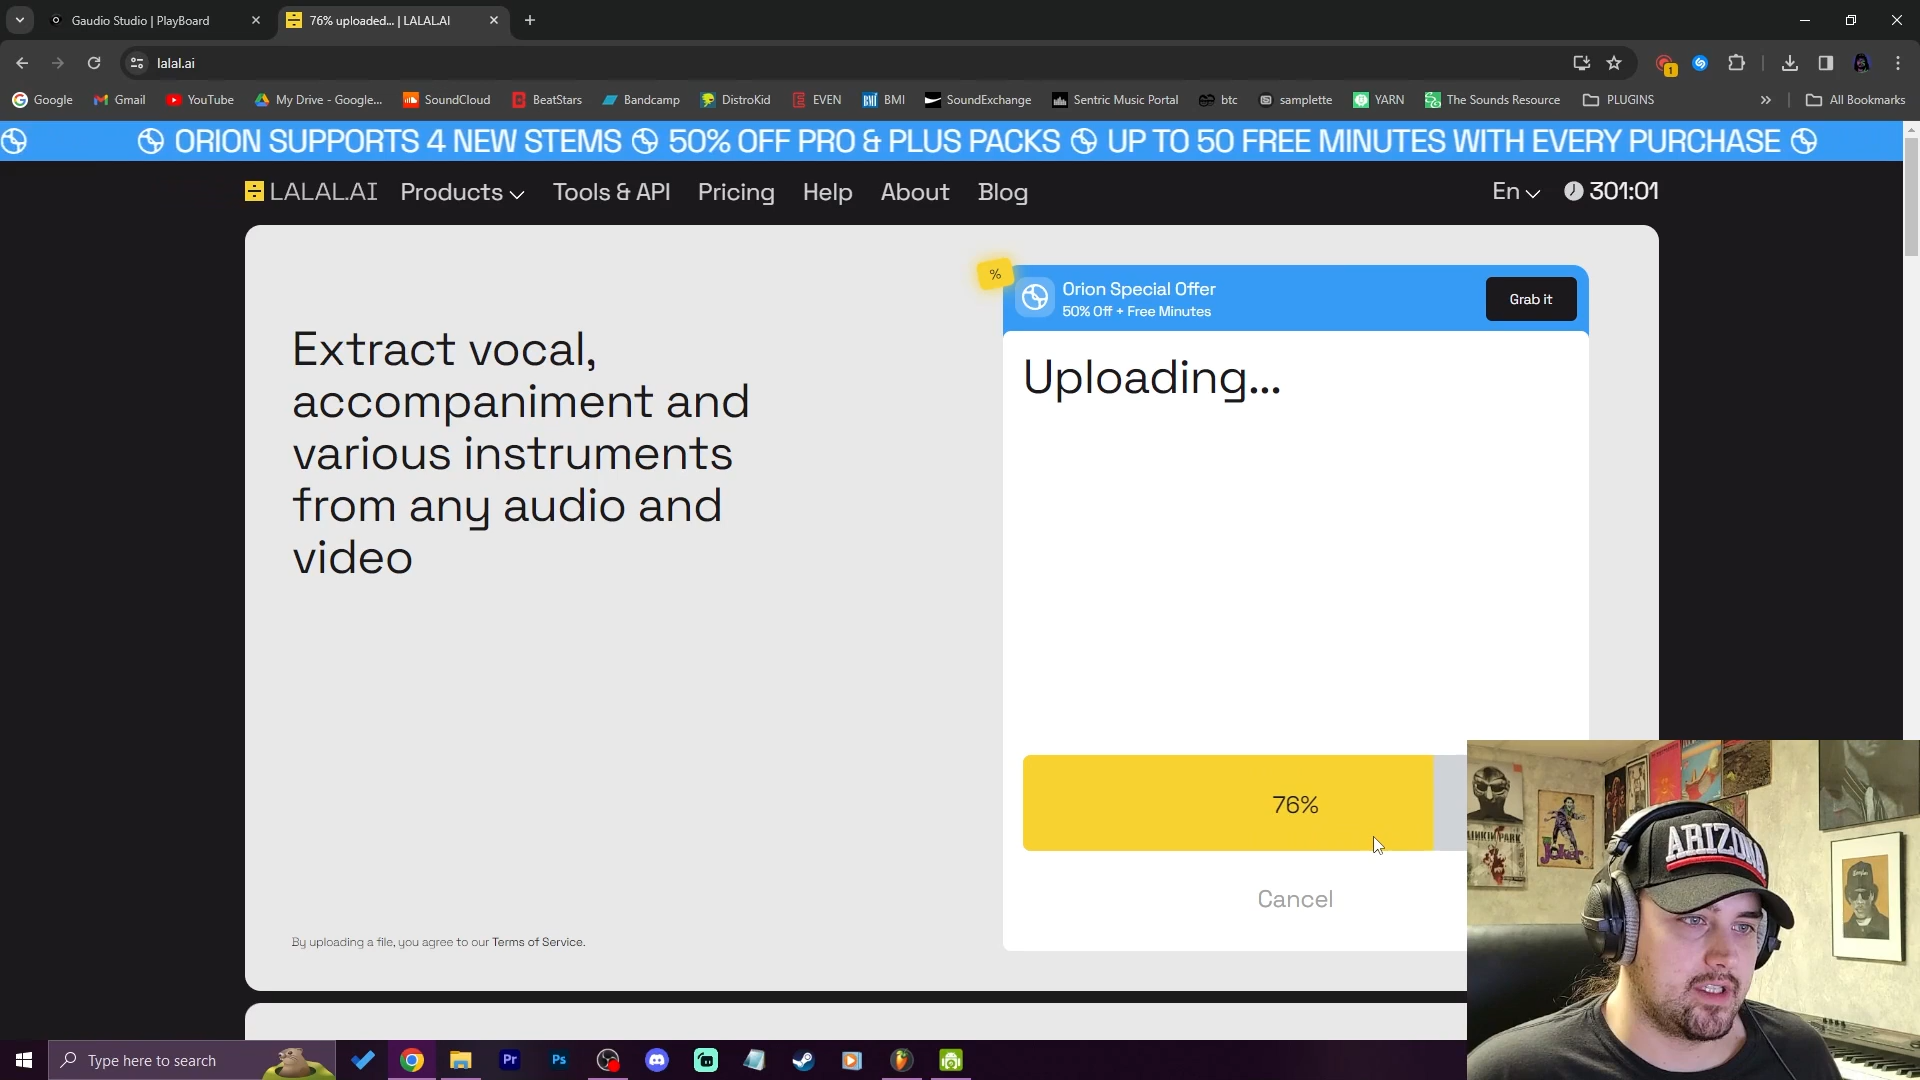 Gaudio Studio | PlayBoard
76% uploaded... | LALAL.AI
lalal.ai
1
Google
Gmail
YouTube
My Drive - Google...
SoundCloud
BeatStars
Bandcamp
DistroKid
EVEN
BMI
SoundExchange
Sentric Music Portal
btc
samplette
YARN
The Sounds Resource
PLUGINS
All Bookmarks
ORION SUPPORTS 4 NEW STEMS 50% OFF PRO & PLUS PACKS UP TO 50 FREE MINUTES WITH EVERY PURCHASE
LALAL.AI
Products
Tools & API
Pricing
Help
About
Blog
En
301:01
%
Orion Special Offer
50% Off + Free Minutes
Grab it
Extract vocal,
accompaniment and
various instruments
from any audio and
video
Uploading...
76%
Cancel
By uploading a file, you agree to our Terms of Service.
LINKIN PARK
Joker
ARIZONA
Type here to search
Pr
Ps